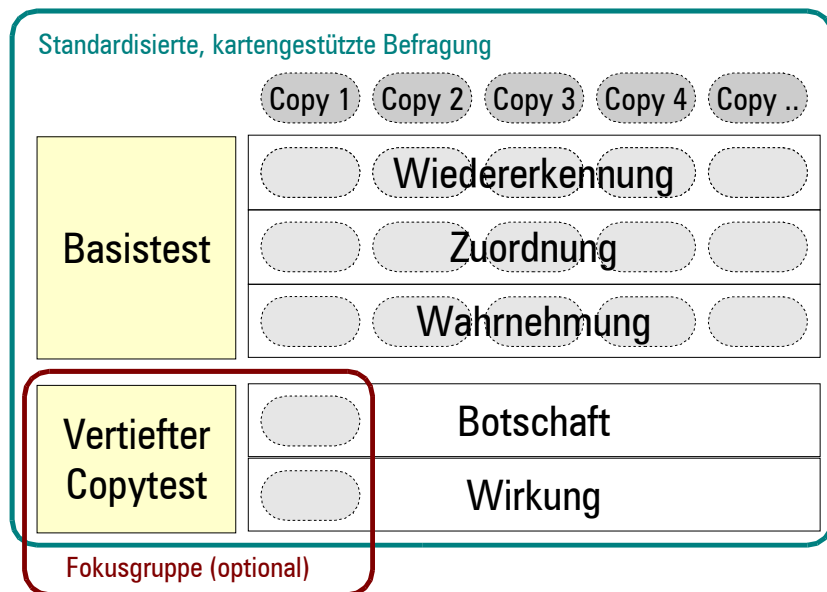 Standardisierte, kartengestützte Befragung
Copy 1 Copy 2 Copy 3 Copy 4 Copy ..
Wiedererkennung
Basistest
Zuordnung
Wahrnehmung
Vertiefter
Copytest
Botschaft
Wirkung
Fokusgruppe (optional)